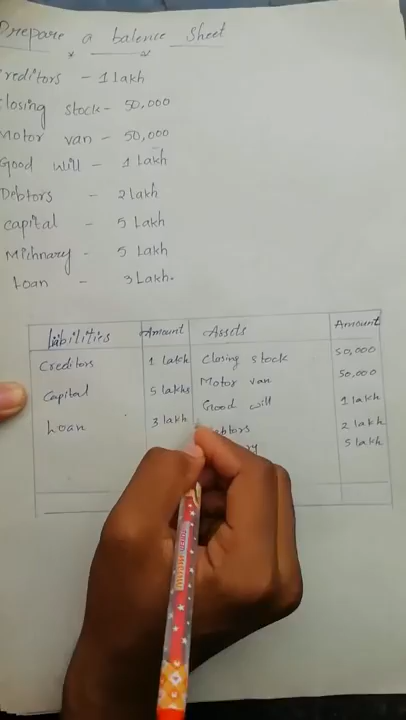 Prepare a balence sheet
Creditors - 1 lakh
Closing stock - 50,000
Motor van - 50,000
Good will - 1 Lakh
Debtors - 2 lakh
Capital - 5 Lakh
Michnary - 5 Lakh
Loan - 3 Lakh.
Liabilities Amount Assets Amount
Creditors 1 lakh Closing stock 50,000
Capital 5 lakhs Motor van 50,000
Loan 3 lakh Good will 1 lakh
2 lakh
5 lakh